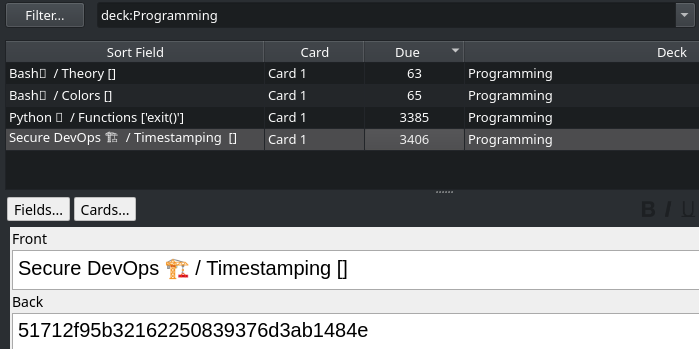 Filter... deck:Programming
Sort Field Card Due Deck
Bash / Theory [] Card 1 63 Programming
Bash / Colors [] Card 1 65 Programming
Python / Functions ['exit()'] Card 1 3385 Programming
Secure DevOps 🏗 / Timestamping [] Card 1 3406 Programming
Fields... Cards... B I U
Front
Secure DevOps 🏗️ / Timestamping []
Back
51712f95b32162250839376d3ab1484e